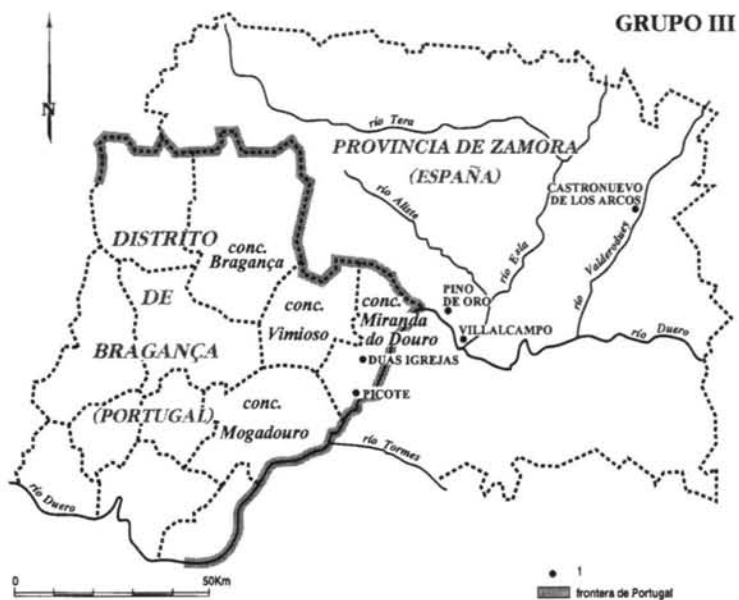 GRUPO III
N
río Tera
PROVINCIA DE ZAMORA
(ESPAÑA)
río Aliste
CASTRONUEVO
DE LOS ARCOS
río Esla
río Valderaduey
DISTRITO
DE
BRAGANÇA
(PORTUGAL)
conc.
Bragança
conc.
Vimioso
conc.
Miranda
do Douro
PINO
DE ORO
VILLALCAMPO
río Duero
DUAS IGREJAS
PICOTE
conc.
Mogadouro
río Tormes
río Duero
0 50Km
1
frontera de Portugal